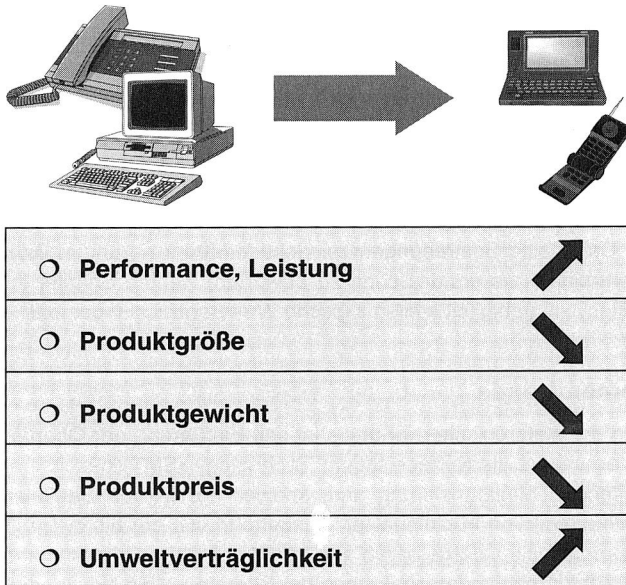 Performance, Leistung
Produktgröße
Produktgewicht
Produktpreis
Umweltverträglichkeit